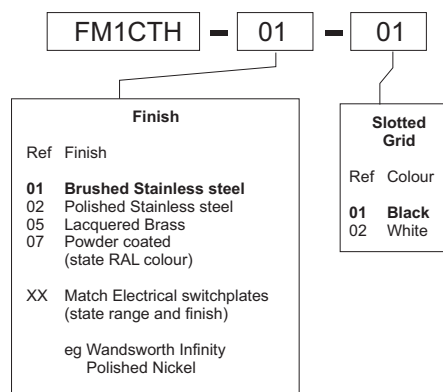 FM1CTH - 01 - 01
Finish
Ref Finish
01 Brushed Stainless steel
02 Polished Stainless steel
05 Lacquered Brass
07 Powder coated
(state RAL colour)
XX Match Electrical switchplates
(state range and finish)
eg Wandsworth Infinity
Polished Nickel
Slotted
Grid
Ref Colour
01 Black
02 White